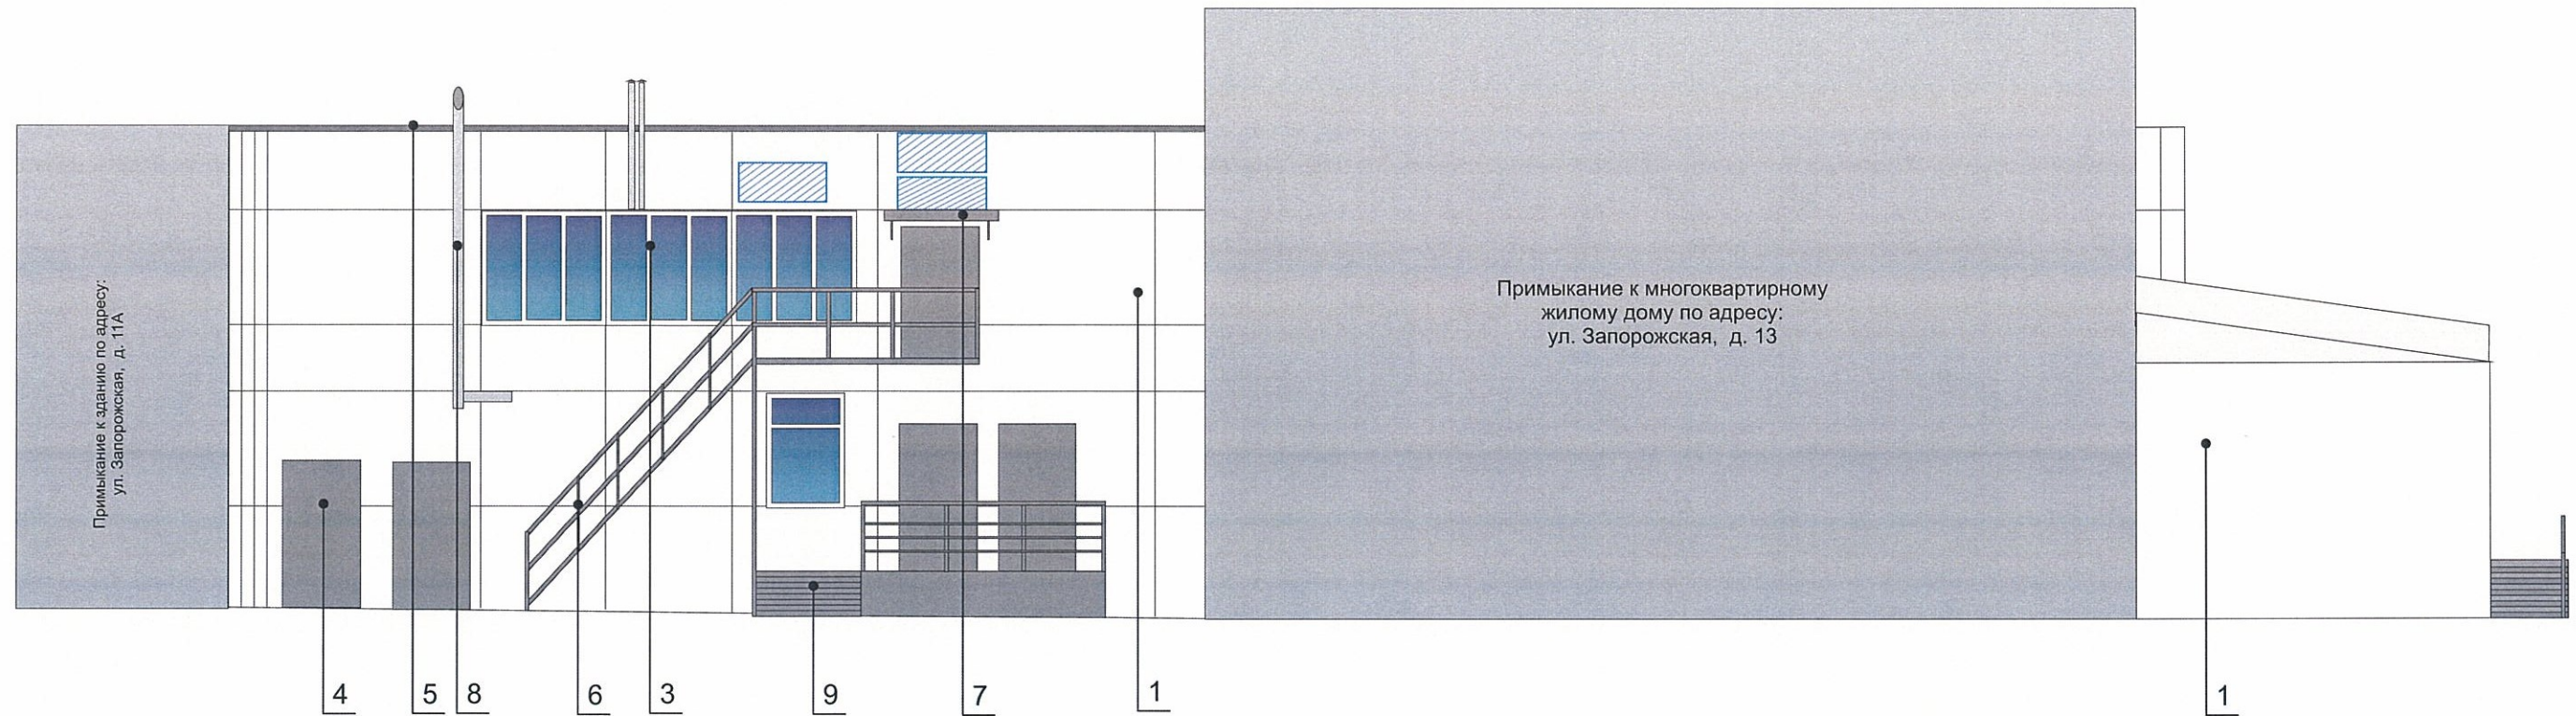 Примыкание к зданию по адресу:
ул. Запорожская, д. 11А
Примыкание к многоквартирному
жилому дому по адресу:
ул. Запорожская, д. 13
4
5
8
6
3
9
7
1
1